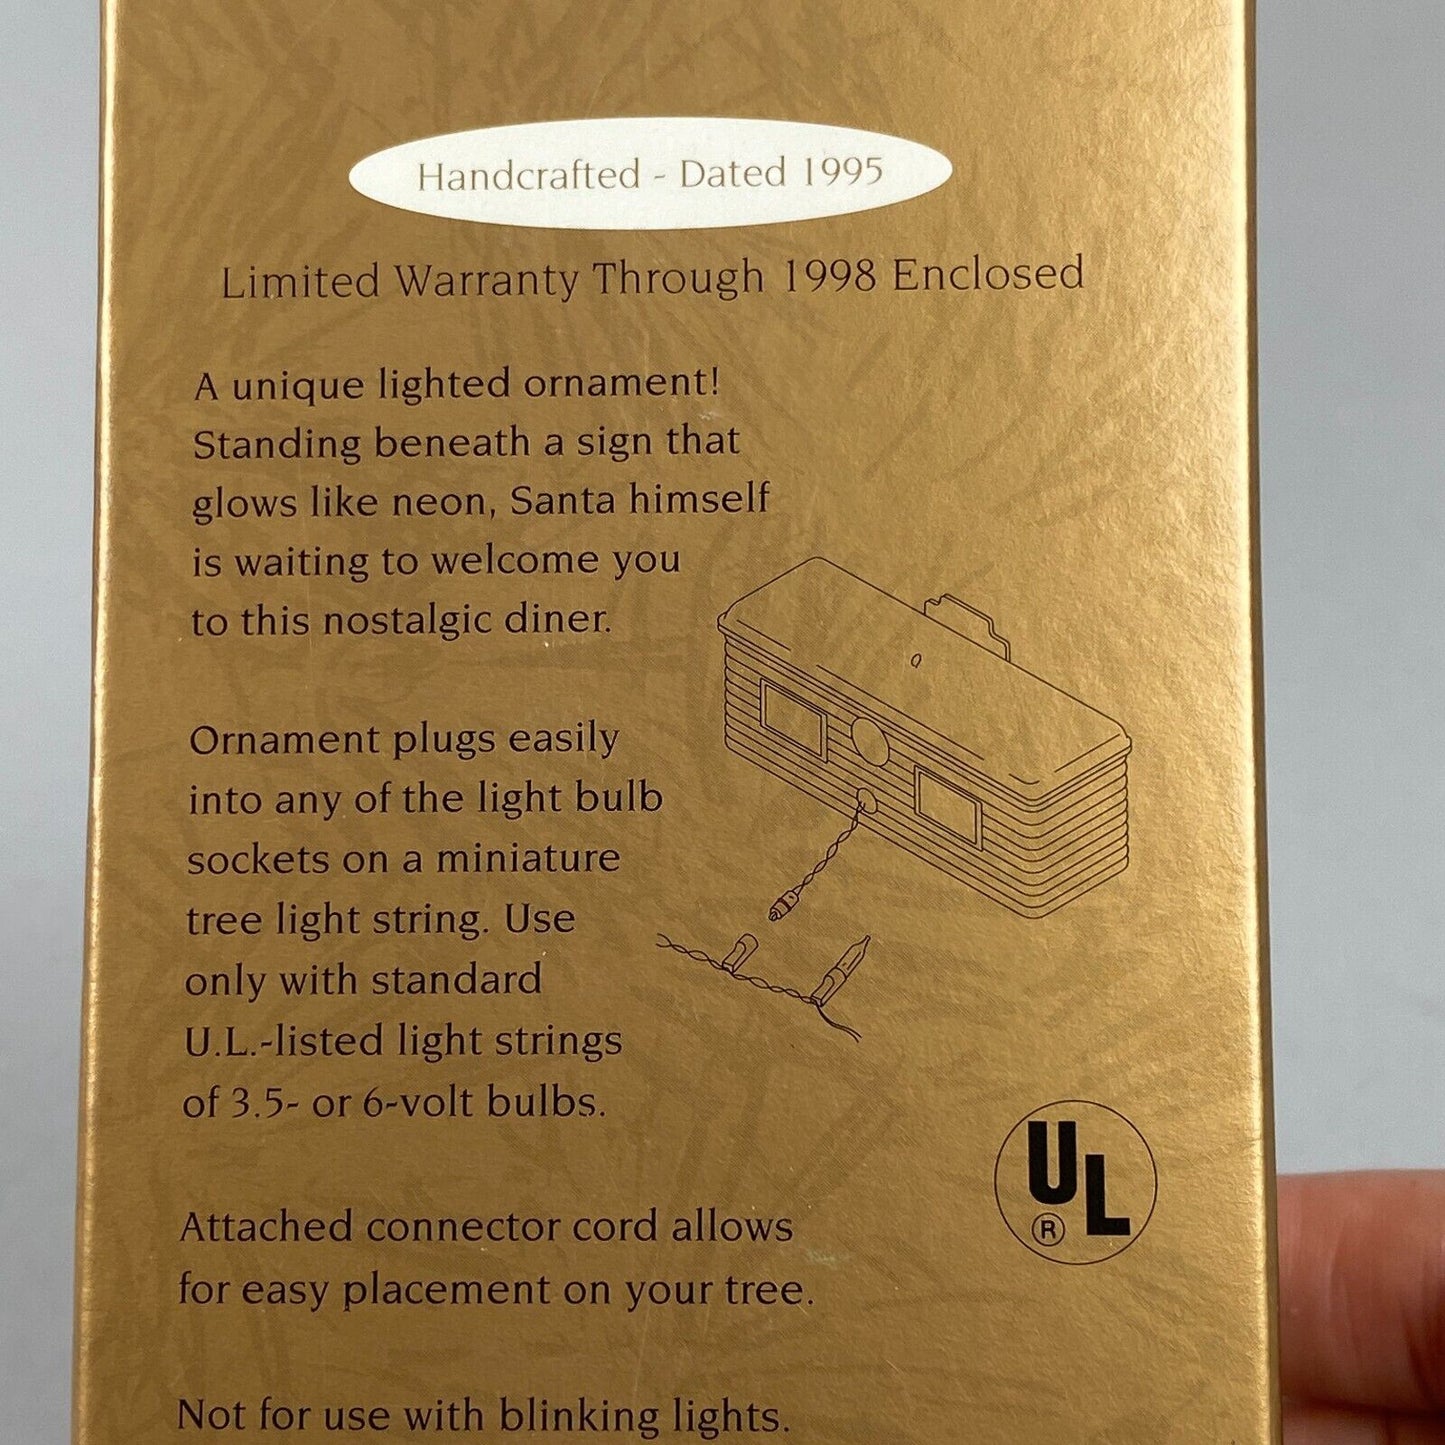 Handcrafted - Dated 1995
Limited Warranty Through 1998 Enclosed
A unique lighted ornament!
Standing beneath a sign that
glows like neon, Santa himself
is waiting to welcome you
to this nostalgic diner.
Ornament plugs easily
into any of the light bulb
sockets on a miniature
tree light string. Use
only with standard
U.L.-listed light strings
of 3.5- or 6-volt bulbs.
UL
®
Attached connector cord allows
for easy placement on your tree.
Not for use with blinking lights.